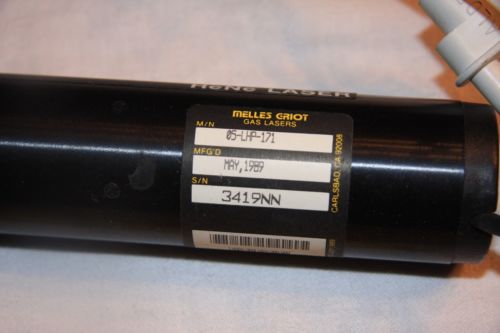 HeNe LASER
MELLES GRIOT
GAS LASERS
M/N
05-LHP-171
MFG'D
MAY,1989
S/N
3419NN
CARLSBAD, CA 92008